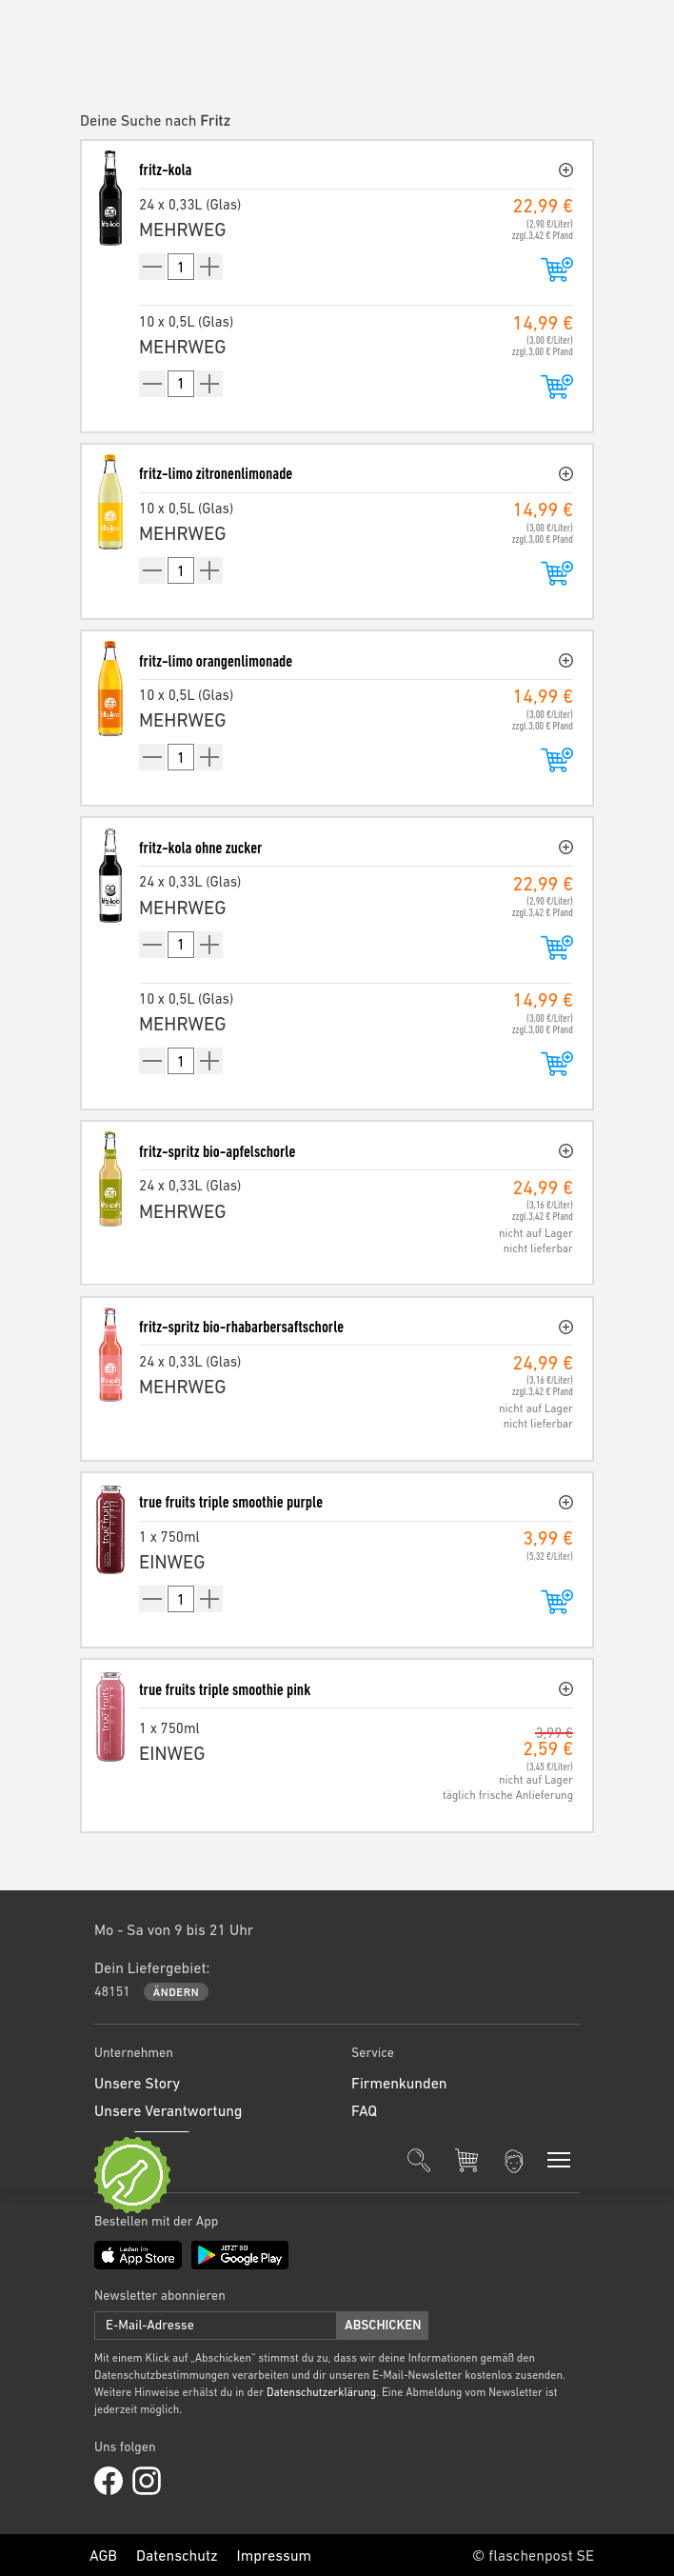 Deine Suche nach Fritz
fritz-kola
24 x 0,33L (Glas)
22,99 €
MEHRWEG
(2,90 €/Liter)
zzgl.3,42 € Pfand
1
10 x 0,5L (Glas)
14,99 €
MEHRWEG
(3,00 €/Liter)
zzgl.3,00 € Pfand
1
fritz-limo zitronenlimonade
10 x 0,5L (Glas)
14,99 €
MEHRWEG
(3,00 €/Liter)
zzgl.3,00 € Pfand
1
fritz-limo orangenlimonade
10 x 0,5L (Glas)
14,99 €
MEHRWEG
(3,00 €/Liter)
zzgl.3,00 € Pfand
1
fritz-kola ohne zucker
24 x 0,33L (Glas)
22,99 €
MEHRWEG
(2,90 €/Liter)
zzgl.3,42 € Pfand
1
10 x 0,5L (Glas)
14,99 €
MEHRWEG
(3,00 €/Liter)
zzgl.3,00 € Pfand
1
fritz-spritz bio-apfelschorle
24 x 0,33L (Glas)
24,99 €
MEHRWEG
(3,16 €/Liter)
zzgl.3,42 € Pfand
nicht auf Lager
nicht lieferbar
fritz-spritz bio-rhabarbersaftschorle
24 x 0,33L (Glas)
24,99 €
MEHRWEG
(3,16 €/Liter)
zzgl.3,42 € Pfand
nicht auf Lager
nicht lieferbar
true fruits triple smoothie purple
true fruits
1 x 750ml
3,99 €
EINWEG
(5,32 €/Liter)
1
true fruits triple smoothie pink
true fruits
1 x 750ml
3,99 €
2,59 €
EINWEG
(3,45 €/Liter)
nicht auf Lager
täglich frische Anlieferung
Mo - Sa von 9 bis 21 Uhr
Dein Liefergebiet:
48151 ÄNDERN
Unternehmen
Service
Unsere Story
Firmenkunden
Unsere Verantwortung
FAQ
Bestellen mit der App
Laden im
App Store
JETZT BEI
Google Play
Newsletter abonnieren
E-Mail-Adresse
ABSCHICKEN
Mit einem Klick auf „Abschicken“ stimmst du zu, dass wir deine Informationen gemäß den
Datenschutzbestimmungen verarbeiten und dir unseren E-Mail-Newsletter kostenlos zusenden.
Weitere Hinweise erhälst du in der Datenschutzerklärung. Eine Abmeldung vom Newsletter ist
jederzeit möglich.
Uns folgen
AGB Datenschutz Impressum
© flaschenpost SE